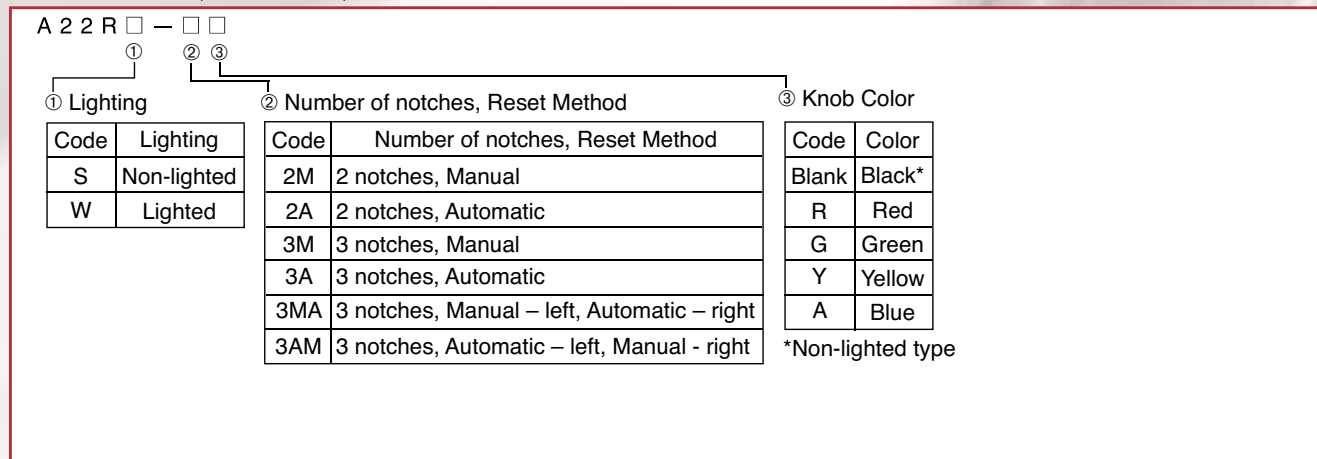 A 2 2 R □ — □ □
① ② ③
① Lighting
Code Lighting
S Non-lighted
W Lighted
② Number of notches, Reset Method
Code Number of notches, Reset Method
2M 2 notches, Manual
2A 2 notches, Automatic
3M 3 notches, Manual
3A 3 notches, Automatic
3MA 3 notches, Manual – left, Automatic – right
3AM 3 notches, Automatic – left, Manual - right
③ Knob Color
Code Color
Blank Black*
R Red
G Green
Y Yellow
A Blue
*Non-lighted type